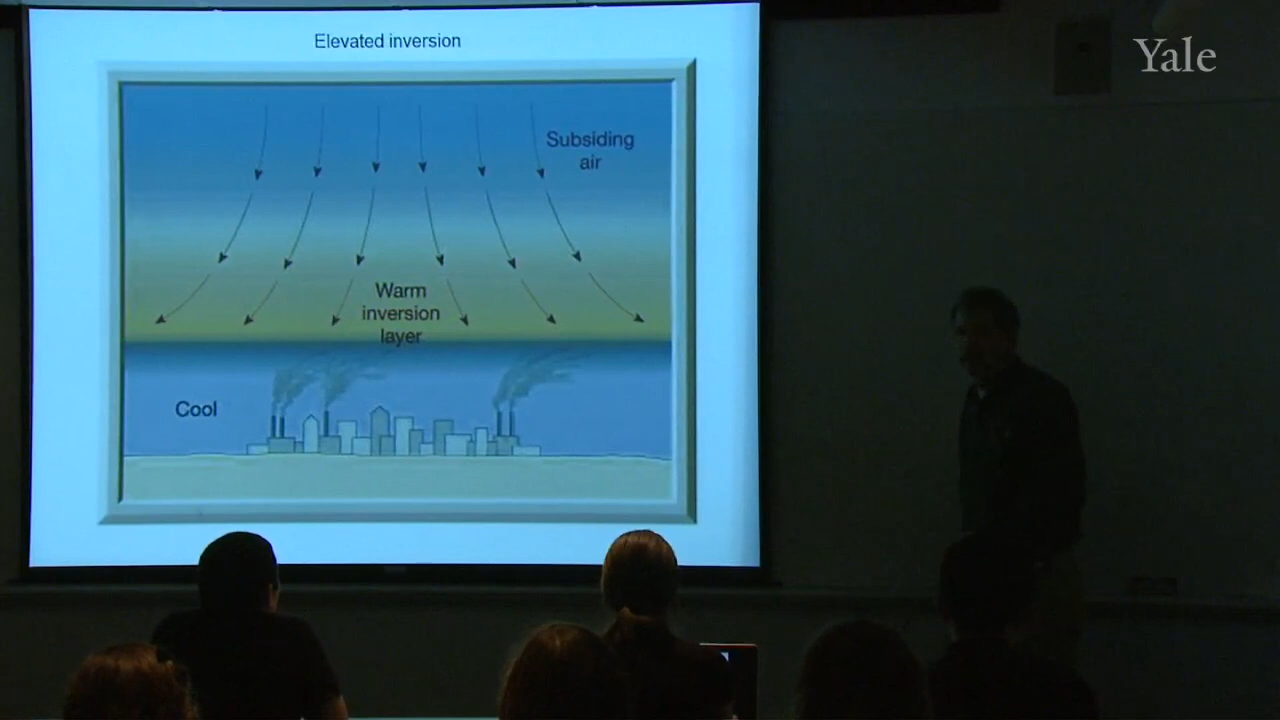 Elevated inversion
Yale
Subsiding
air
Warm
inversion
layer
Cool